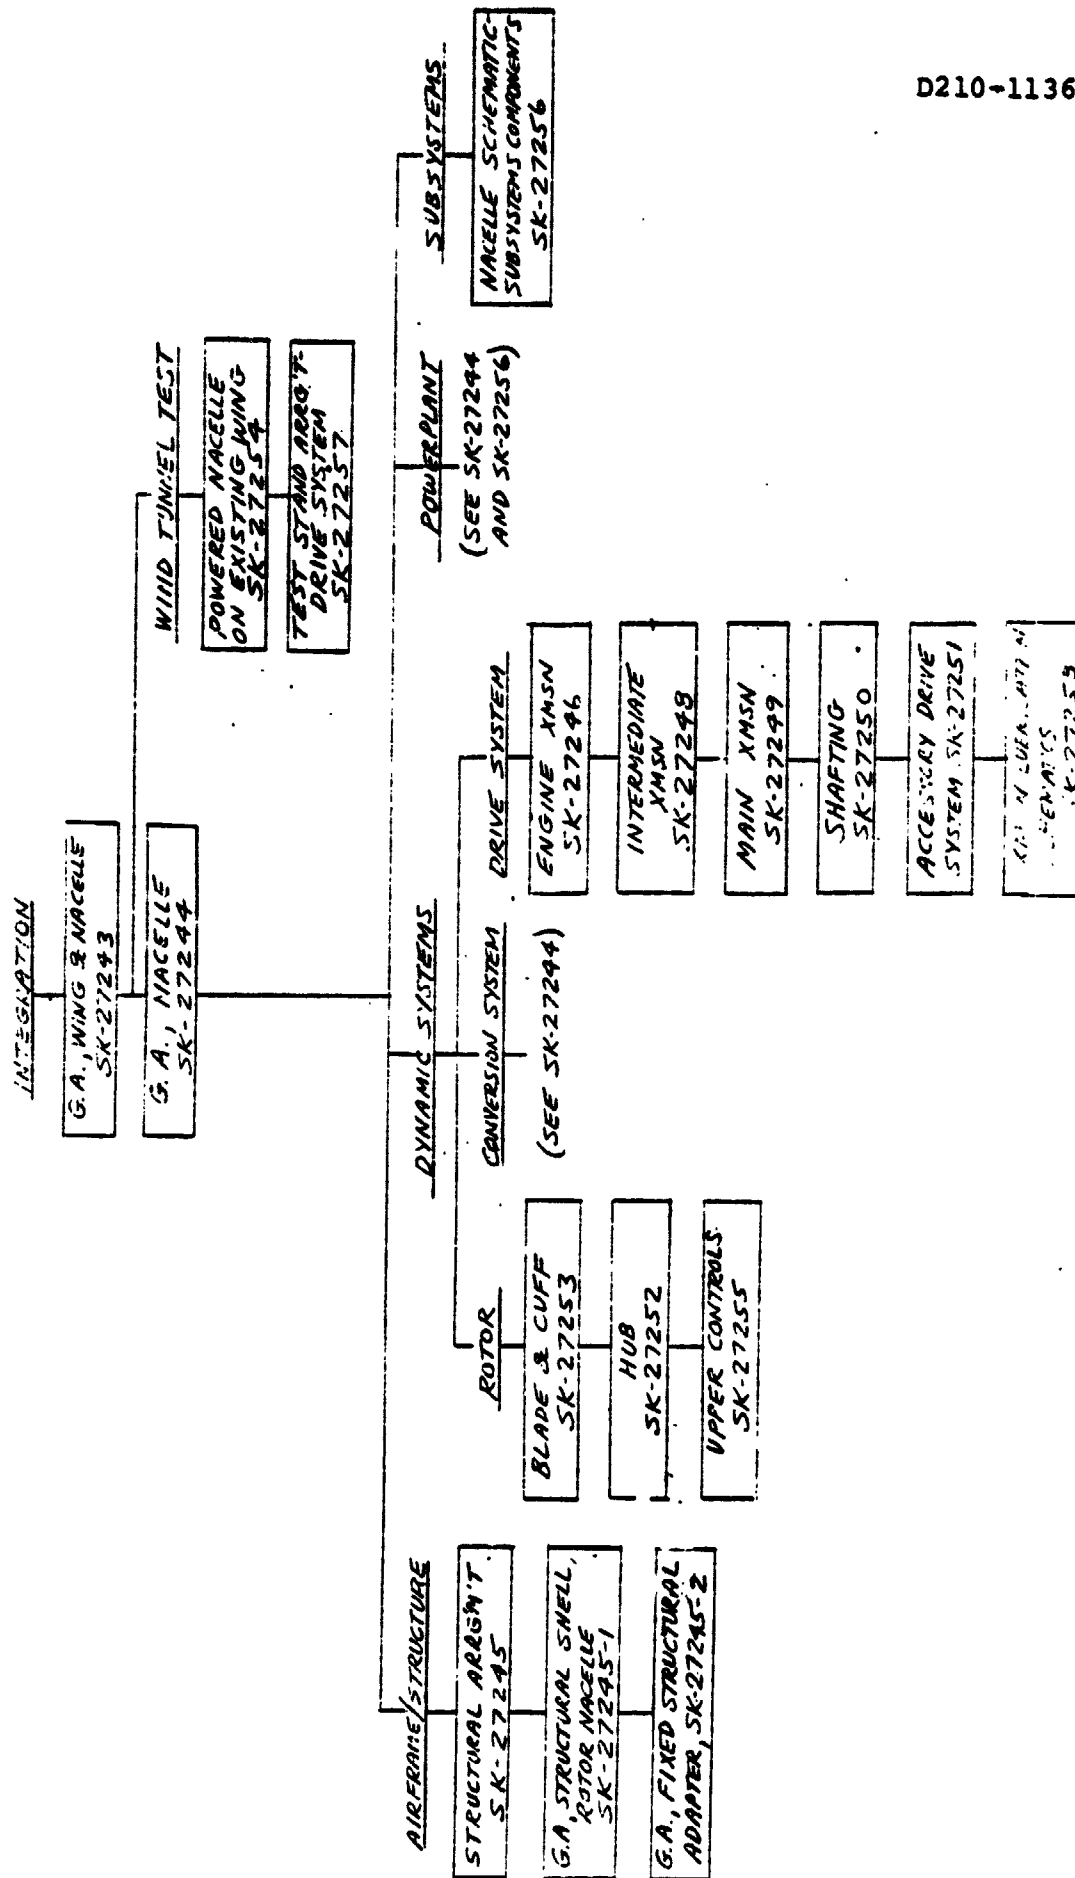 D210-1136
INTEGRATION
G.A., WING & NACELLE
SK-27243
G.A., NACELLE
SK-27244
WIND TUNNEL TEST
POWERED NACELLE
ON EXISTING WING
SK-27254
TEST STAND ARRG'T-
DRIVE SYSTEM
SK-27257
AIRFRAME/STRUCTURE
STRUCTURAL ARRGM'T
SK-27245
G.A., STRUCTURAL SHELL,
ROTOR NACELLE
SK-27245-1
G.A., FIXED STRUCTURAL
ADAPTER, SK-27245-2
DYNAMIC SYSTEMS
ROTOR
BLADE & CUFF
SK-27253
HUB
SK-27252
UPPER CONTROLS
SK-27255
CONVERSION SYSTEM
(SEE SK-27244)
DRIVE SYSTEM
ENGINE XMSN
SK-27246
INTERMEDIATE
XMSN
SK-27248
MAIN XMSN
SK-27249
SHAFTING
SK-27250
ACCESSORY DRIVE
SYSTEM SK-27251
POWERPLANT
(SEE SK-27244
AND SK-27256)
SUBSYSTEMS
NACELLE SCHEMATIC-
SUBSYSTEMS COMPONENTS
SK-27256